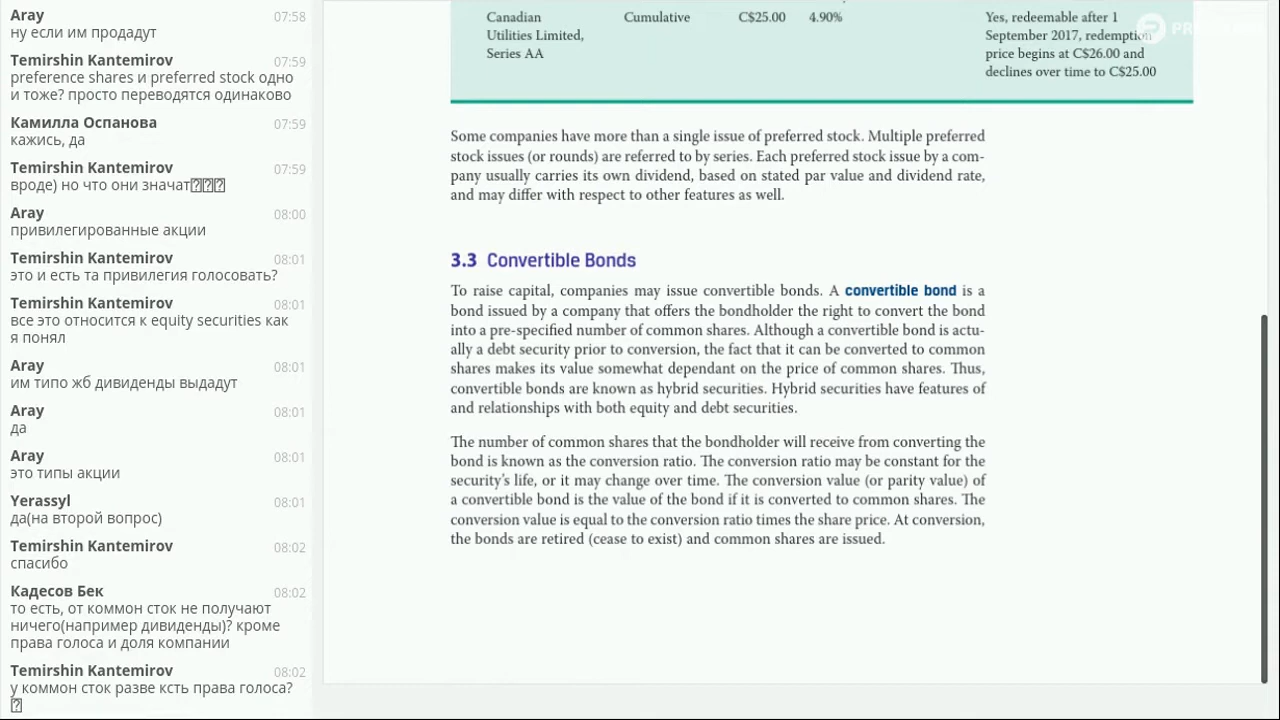 Aray 07:58
ну если им продадут
Temirshin Kantemirov 07:59
preference shares и preferred stock одно
и тоже? просто переводятся одинаково
Камилла Оспанова 07:59
кажись, да
Temirshin Kantemirov 07:59
вроде) но что они значат
Aray 08:00
привилегированные акции
Temirshin Kantemirov 08:01
это и есть та привилегия голосовать?
Temirshin Kantemirov 08:01
все это относится к equity securities как
я понял
Aray 08:01
им типо жб дивиденды выдадут
Aray 08:01
да
Aray 08:01
это типы акции
Yerassyl 08:01
да(на второй вопрос)
Temirshin Kantemirov 08:02
спасибо
Кадесов Бек 08:02
то есть, от коммон сток не получают
ничего(например дивиденды)? кроме
права голоса и доля компании
Temirshin Kantemirov 08:02
у коммон сток разве ксть права голоса?
Canadian Cumulative C$25.00 4.90% Yes, redeemable after 1
Utilities Limited, September 2017, redemption
Series AA price begins at C$26.00 and
declines over time to C$25.00
Some companies have more than a single issue of preferred stock. Multiple preferred
stock issues (or rounds) are referred to by series. Each preferred stock issue by a com-
pany usually carries its own dividend, based on stated par value and dividend rate,
and may differ with respect to other features as well.
3.3 Convertible Bonds
To raise capital, companies may issue convertible bonds. A convertible bond is a
bond issued by a company that offers the bondholder the right to convert the bond
into a pre-specified number of common shares. Although a convertible bond is actu-
ally a debt security prior to conversion, the fact that it can be converted to common
shares makes its value somewhat dependant on the price of common shares. Thus,
convertible bonds are known as hybrid securities. Hybrid securities have features of
and relationships with both equity and debt securities.
The number of common shares that the bondholder will receive from converting the
bond is known as the conversion ratio. The conversion ratio may be constant for the
security's life, or it may change over time. The conversion value (or parity value) of
a convertible bond is the value of the bond if it is converted to common shares. The
conversion value is equal to the conversion ratio times the share price. At conversion,
the bonds are retired (cease to exist) and common shares are issued.